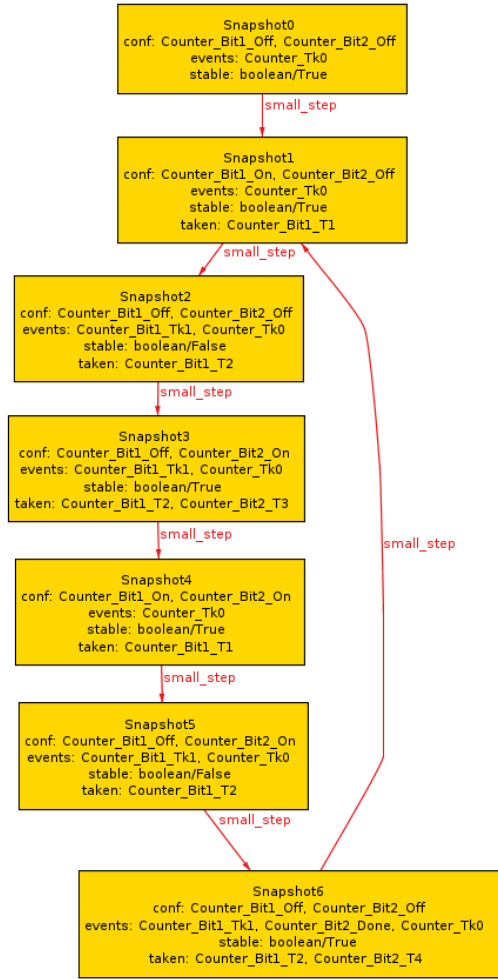 Snapshot0
conf: Counter_Bit1_Off, Counter_Bit2_Off
events: Counter_Tk0
stable: boolean/True
small_step
Snapshot1
conf: Counter_Bit1_On, Counter_Bit2_Off
events: Counter_Tk0
stable: boolean/True
taken: Counter_Bit1_T1
small_step
Snapshot2
conf: Counter_Bit1_Off, Counter_Bit2_Off
events: Counter_Bit1_Tk1, Counter_Tk0
stable: boolean/False
taken: Counter_Bit1_T2
small_step
Snapshot3
conf: Counter_Bit1_Off, Counter_Bit2_On
events: Counter_Bit1_Tk1, Counter_Tk0
stable: boolean/True
taken: Counter_Bit1_T2, Counter_Bit2_T3
small_step
small_step
Snapshot4
conf: Counter_Bit1_On, Counter_Bit2_On
events: Counter_Tk0
stable: boolean/True
taken: Counter_Bit1_T1
small_step
Snapshot5
conf: Counter_Bit1_Off, Counter_Bit2_On
events: Counter_Bit1_Tk1, Counter_Tk0
stable: boolean/False
taken: Counter_Bit1_T2
small_step
Snapshot6
conf: Counter_Bit1_Off, Counter_Bit2_Off
events: Counter_Bit1_Tk1, Counter_Bit2_Done, Counter_Tk0
stable: boolean/True
taken: Counter_Bit1_T2, Counter_Bit2_T4